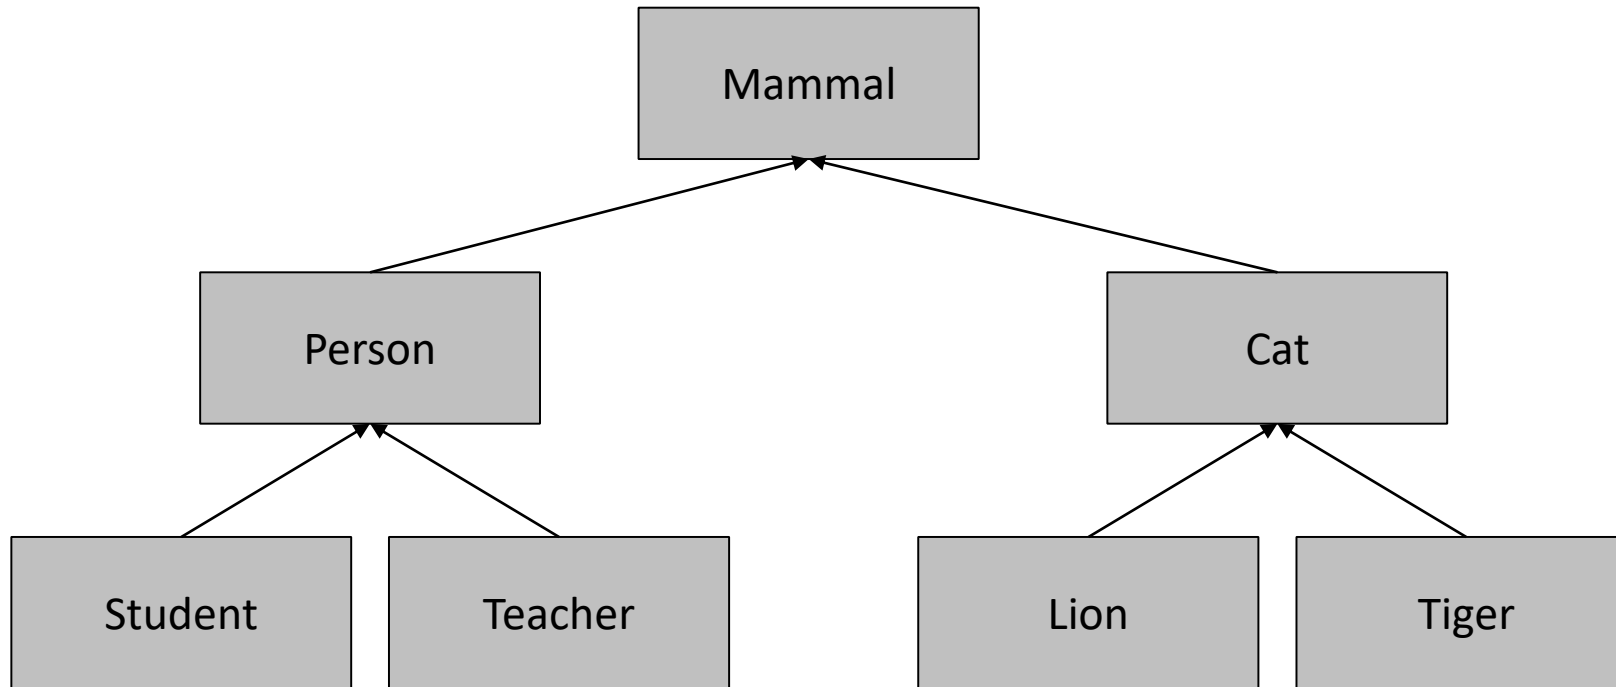 Mammal
Person
Cat
Student
Teacher
Lion
Tiger